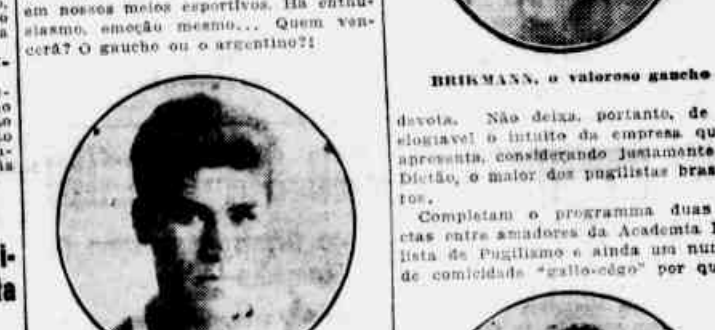 em nossos meios esportivos. Ha enthu-
siasmo, emoção mesmo... Quem ven-
cerá? O gaucho ou o argentino?!
BRIKMANN, o valoroso gaucho
devota. Não deixa, portanto, de
elogiavel o intuito da empresa qu
apresenta, considerando justamente
Dictão, o maior dos pugilistas bras
ros.
Completam o programma duas
ctas entre amadores da Academia
lista de Pugilismo e ainda um num
de comicidade "gallo-cégo" por qu